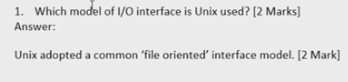 1. Which model of I/O interface is Unix used? [2 Marks]
Answer:
Unix adopted a common ‘file oriented’ interface model. [2 Mark]